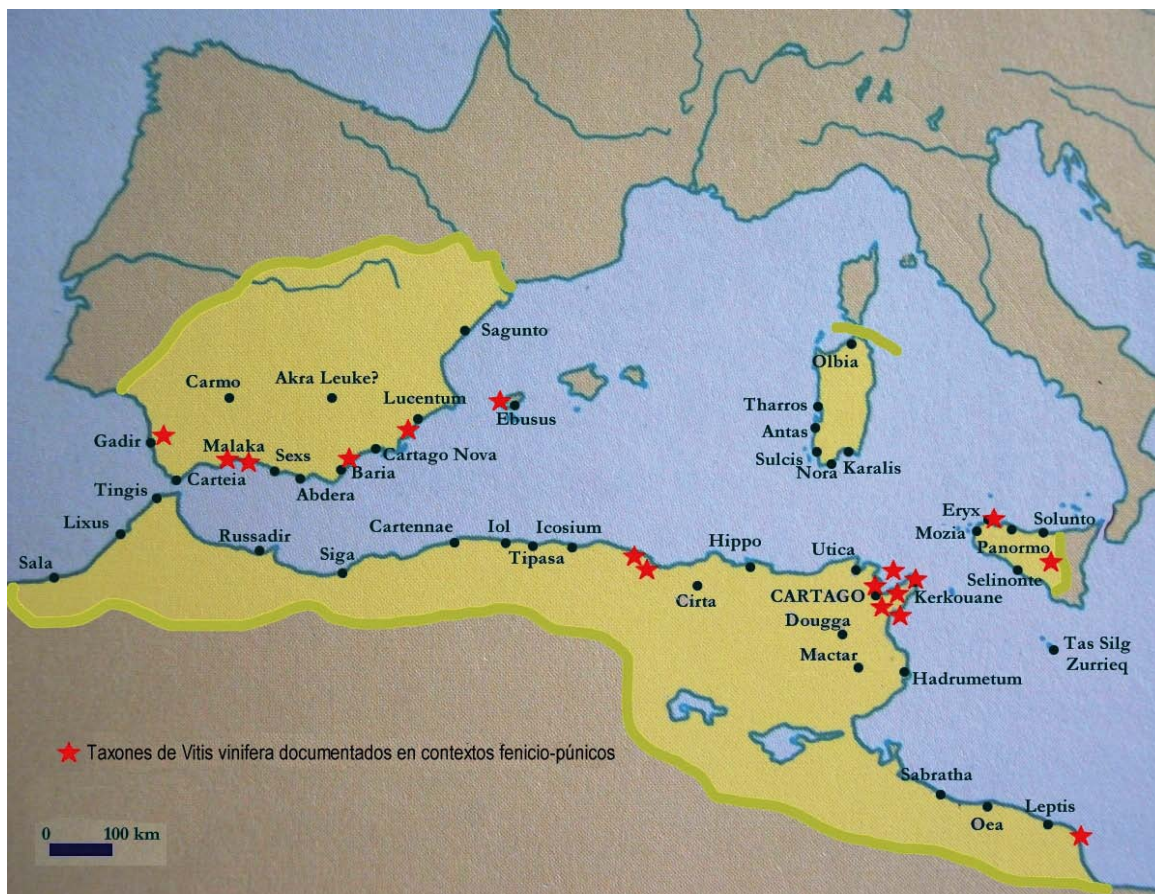 Sagunto
Carmo
Akra Leuke?
Lucentum
Ebusus
Olbia
Tharros
Antas
Sulcis
Nora
Karalis
Gadir
Malaka
Sexs
Baria
Cartago Nova
Carteia
Abdera
Tingis
Lixus
Sala
Russadir
Siga
Cartennae
Iol
Tipasa
Icosium
Hippo
Cirta
Utica
CARTAGO
Kerkouane
Dougga
Mactar
Hadrumetum
Eryx
Mozia
Panormo
Solunto
Selinonte
Tas Silg
Zurrieq
Sabratha
Oea
Leptis
Taxones de Vitis vinifera documentados en contextos fenicio-púnicos
0 100 km